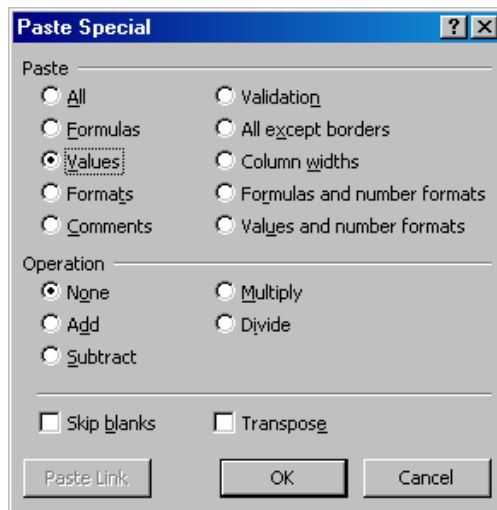 Paste Special
Paste
All Validation
Formulas All except borders
Values Column widths
Formats Formulas and number formats
Comments Values and number formats
Operation
None Multiply
Add Divide
Subtract
Skip blanks Transpose
Paste Link OK Cancel